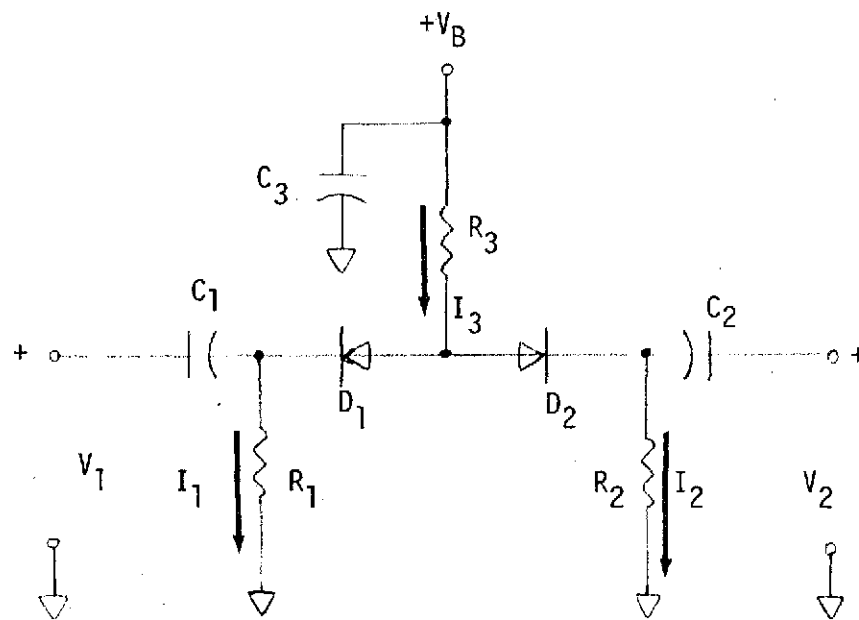 +V_B
C_3
R_3
I_3
C_1
C_2
+
+
D_1
D_2
V_1
I_1
R_1
R_2
I_2
V_2